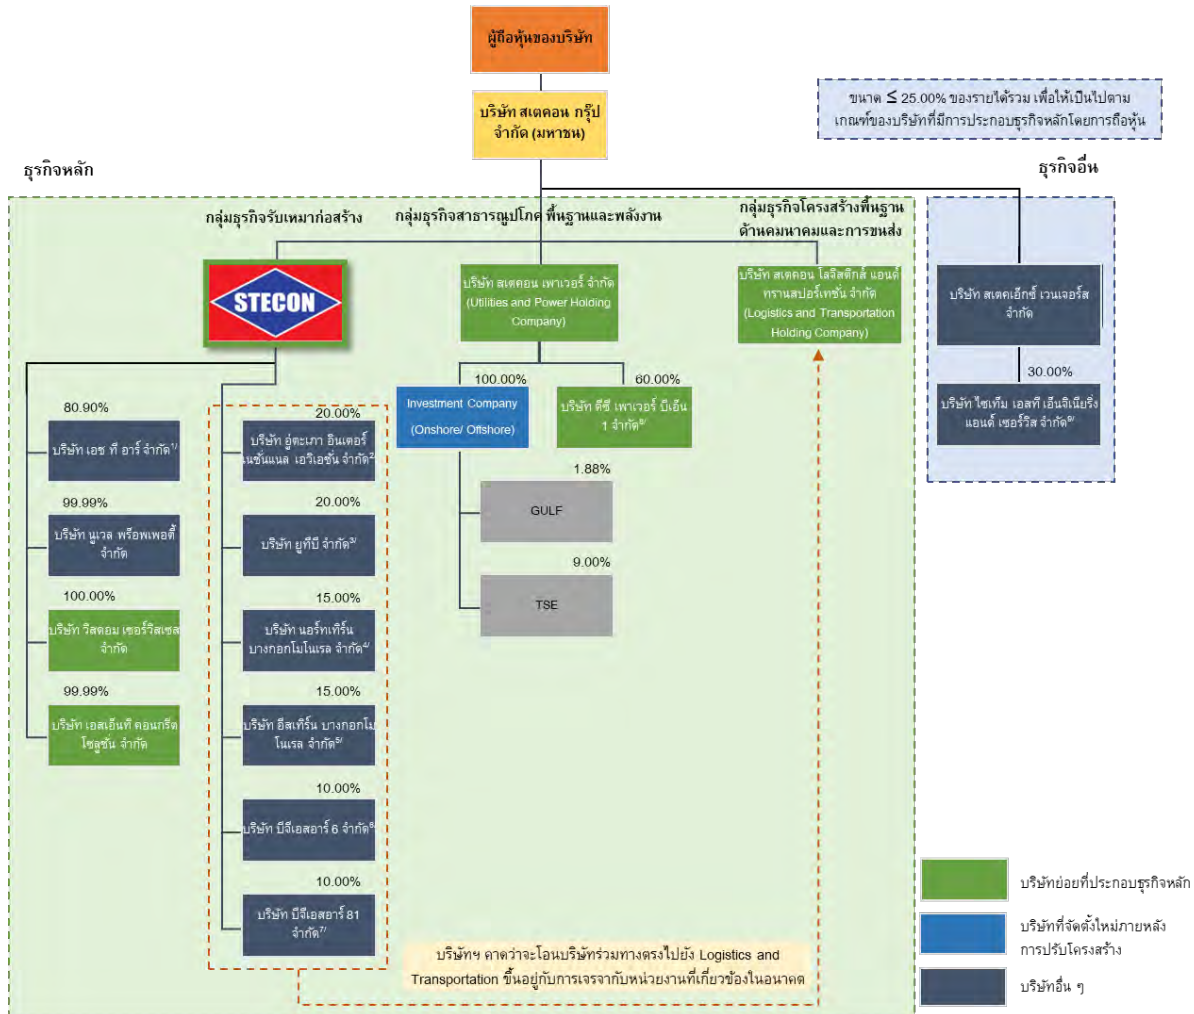 ผู้ถือหุ้นของบริษัท
บริษัท สเตคอน กรุ๊ป
จำกัด (มหาชน)
ขนาด ≤ 25.00% ของรายได้รวม เพื่อให้เป็นไปตาม
เกณฑ์ของบริษัทที่มีการประกอบธุรกิจหลักโดยการถือหุ้น
ธุรกิจหลัก
ธุรกิจอื่น
กลุ่มธุรกิจรับเหมาก่อสร้าง
กลุ่มธุรกิจสาธารณูปโภค พื้นฐานและพลังงาน
กลุ่มธุรกิจโครงสร้างพื้นฐาน
ด้านคมนาคมและการขนส่ง
STECON
บริษัท สเตคอน เพาเวอร์ จำกัด
(Utilities and Power Holding
Company)
บริษัท สเตคอน โลจิสติกส์ แอนด์
ทรานสปอร์เทชั่น จำกัด
(Logistics and Transportation
Holding Company)
บริษัท สเตคเอ็กซ์ เวนเจอร์ส
จำกัด
30.00%
บริษัท ไซเท็ม เอสที เอ็นจิเนียริ่ง
แอนด์ เซอร์วิส จำกัด⁹ᐟ
100.00%
Investment Company
(Onshore/ Offshore)
60.00%
บริษัท ดีซี เพาเวอร์ บีเอ็น
1 จำกัด⁸ᐟ
1.88%
GULF
9.00%
TSE
80.90%
บริษัท เอช ที อาร์ จำกัด¹ᐟ
99.99%
บริษัท นูเวล พร็อพเพอตี้
จำกัด
100.00%
บริษัท วิสดอม เซอร์วิสเซส
จำกัด
99.99%
บริษัท เอสเอ็นที คอนกรีต
โซลูชั่น จำกัด
20.00%
บริษัท อู่ตะเภา อินเตอร์
เนชั่นแนล เอวิเอชั่น จำกัด²
20.00%
บริษัท ยูทีบี จำกัด³ᐟ
15.00%
บริษัท นอร์ทเทิร์น
บางกอกโมโนเรล จำกัด⁴ᐟ
15.00%
บริษัท อีสเทิร์น บางกอกโม
โนเรล จำกัด⁵ᐟ
10.00%
บริษัท บีจีเอสอาร์ 6 จำกัด⁶ᐟ
10.00%
บริษัท บีจีเอสอาร์ 81
จำกัด⁷ᐟ
บริษัทฯ คาดว่าจะโอนบริษัทร่วมทางตรงไปยัง Logistics and
Transportation ขึ้นอยู่กับการเจรจากับหน่วยงานที่เกี่ยวข้องในอนาคต
บริษัทย่อยที่ประกอบธุรกิจหลัก
บริษัทที่จัดตั้งใหม่ภายหลัง
การปรับโครงสร้าง
บริษัทอื่น ๆ